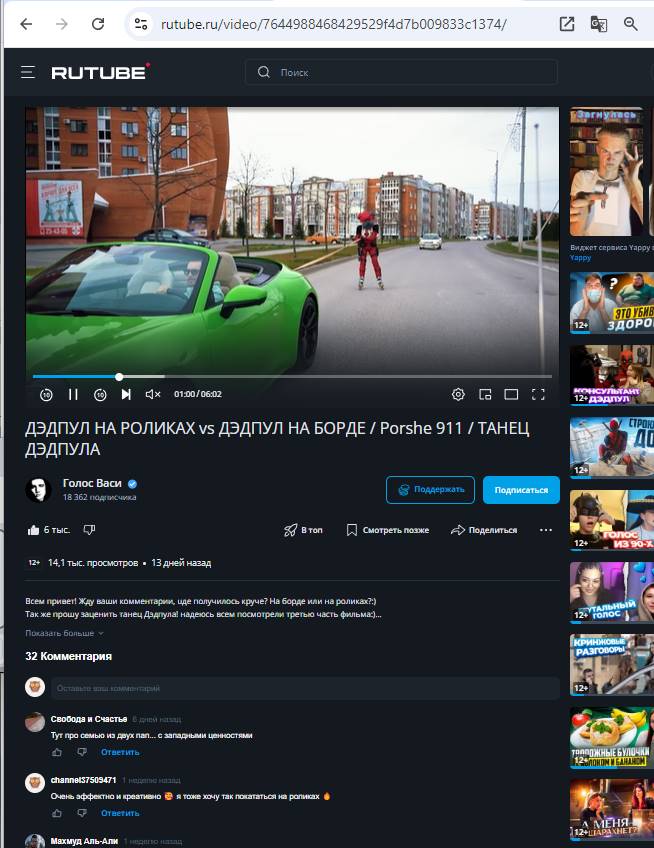 rutube.ru/video/7644988468429529f4d7b009833c1374/
RUTUBE
Поиск
75-43-05
01:00 / 06:02
ДЭДПУЛ НА РОЛИКАХ vs ДЭДПУЛ НА БОРДЕ / Porshe 911 / ТАНЕЦ
ДЭДПУЛА
Голос Васи
18 362 подписчика
Поддержать
Подписаться
6 тыс.
В топ
Смотреть позже
Поделиться
12+ 14,1 тыс. просмотров • 13 дней назад
Всем привет! Жду ваши комментарии, где получилось круче? На борде или на роликах?:)
Так же прошу заценить танец Дэдпула! надеюсь всем посмотрели третью часть фильма:)...
Показать больше
32 Комментария
Оставьте ваш комментарий
Свобода и Счастье 6 дней назад
Тут про семью из двух пап... с западными ценностями
Ответить
channel37509471 1 неделю назад
Очень эффектно и креативно 😍 я тоже хочу так покататься на роликах 🔥
Ответить
Махмуд Аль-Али 1 неделю назад
Загнулась
Виджет сервиса Yappy
Yappy
?
ЭТО УБИВ
ЗДОРО
12+
КОНСУЛЬТАНТ
ДЭДПУЛ
12+
СТРОК
ДО
12+
ГОЛОС
ИЗ 90-Х
12+
УТАЛЬНЫЙ
ГОЛОС
12+
КРИНЖОВЫЕ
РАЗГОВОРЫ
12+
БУЛОЧКИ
ЛОКОМ И БАНАНОМ
12+
А МЕНЯ
ШАРАХНЕТ?
12+